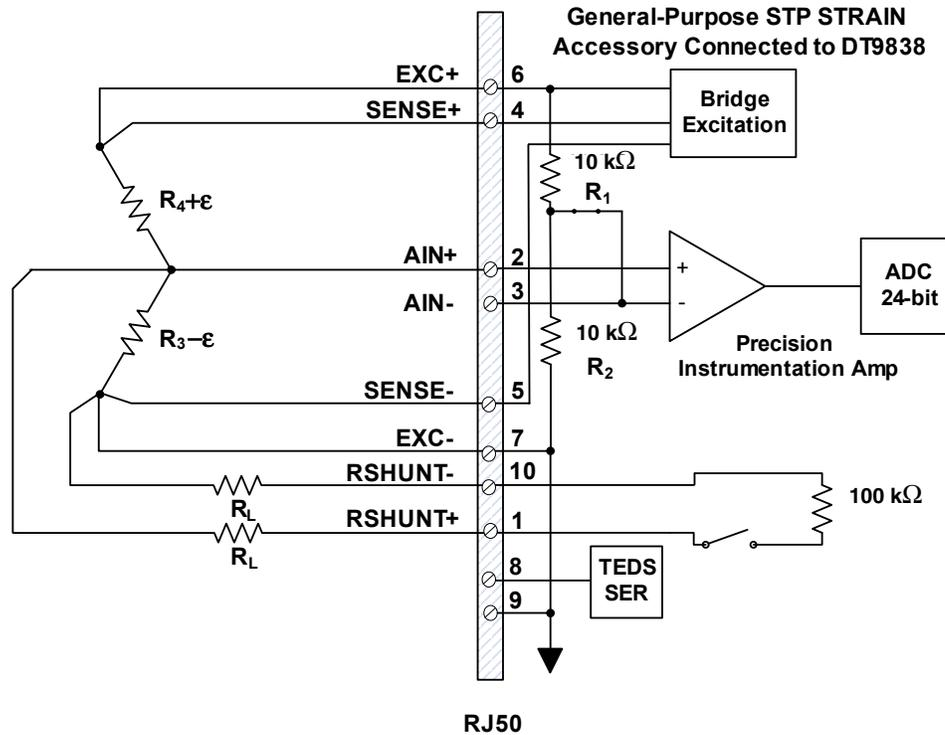 General-Purpose STP STRAIN
Accessory Connected to DT9838
EXC+
6
SENSE+
4
Bridge
Excitation
10 kΩ
R1
R4+ε
AIN+
2
AIN-
3
+
-
ADC
24-bit
R3−ε
10 kΩ
R2
Precision
Instrumentation Amp
SENSE-
5
EXC-
7
RSHUNT-
10
RL
100 kΩ
RSHUNT+
1
RL
8
TEDS
SER
9
RJ50